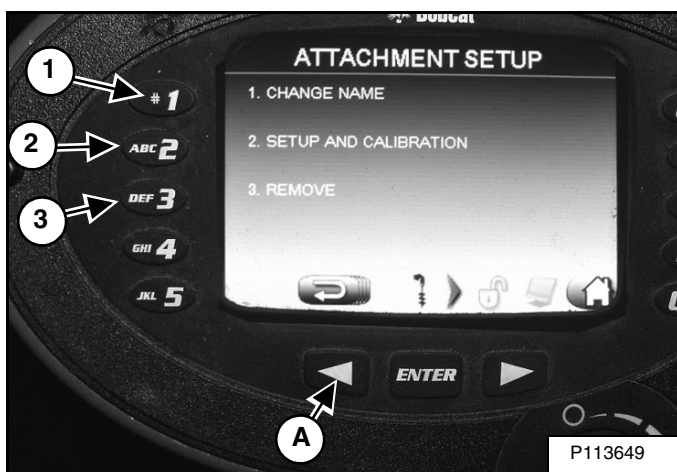 Bobcat
ATTACHMENT SETUP
1
#1
1. CHANGE NAME
2
ABC 2
2. SETUP AND CALIBRATION
3
DEF 3
3. REMOVE
GHI 4
JKL 5
ENTER
A
P113649